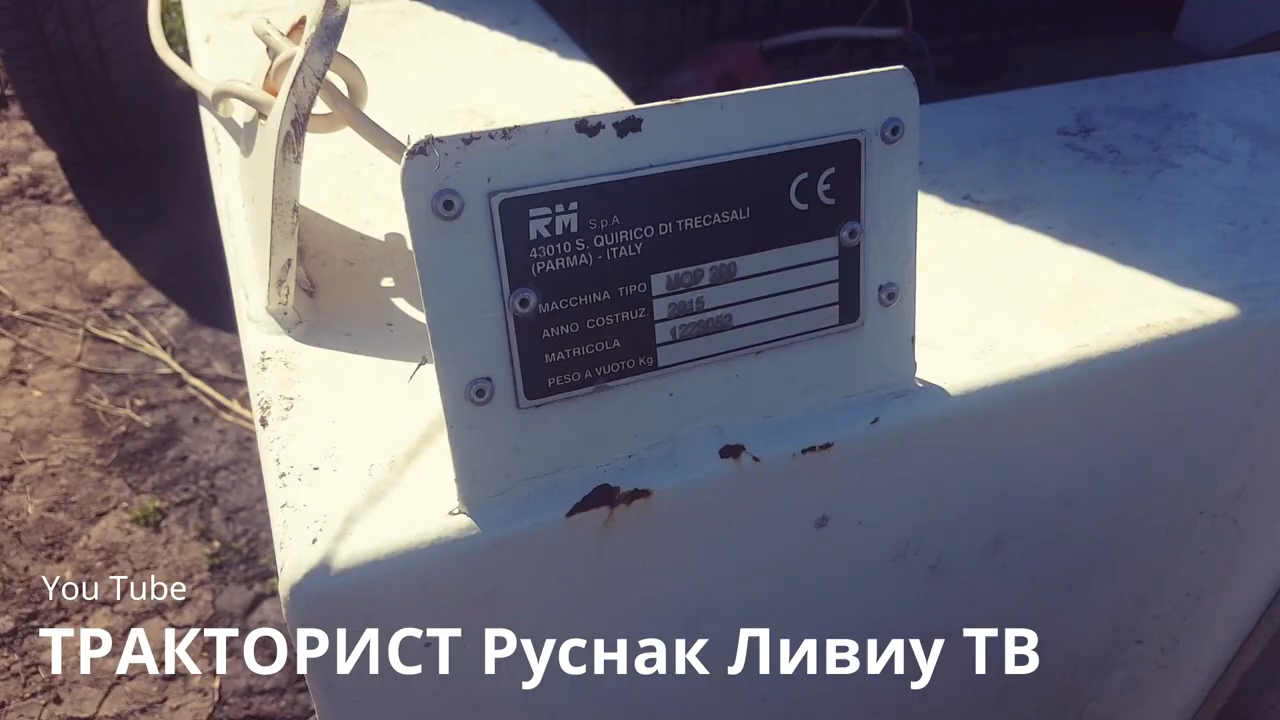 RM S.p.A. CE
43010 S. QUIRICO DI TRECASALI
(PARMA) - ITALY
MACCHINA TIPO
ANNO COSTRUZ. 2015
MATRICOLA
PESO A VUOTO Kg
You Tube
ТРАКТОРИСТ Руснак Ливиу ТВ